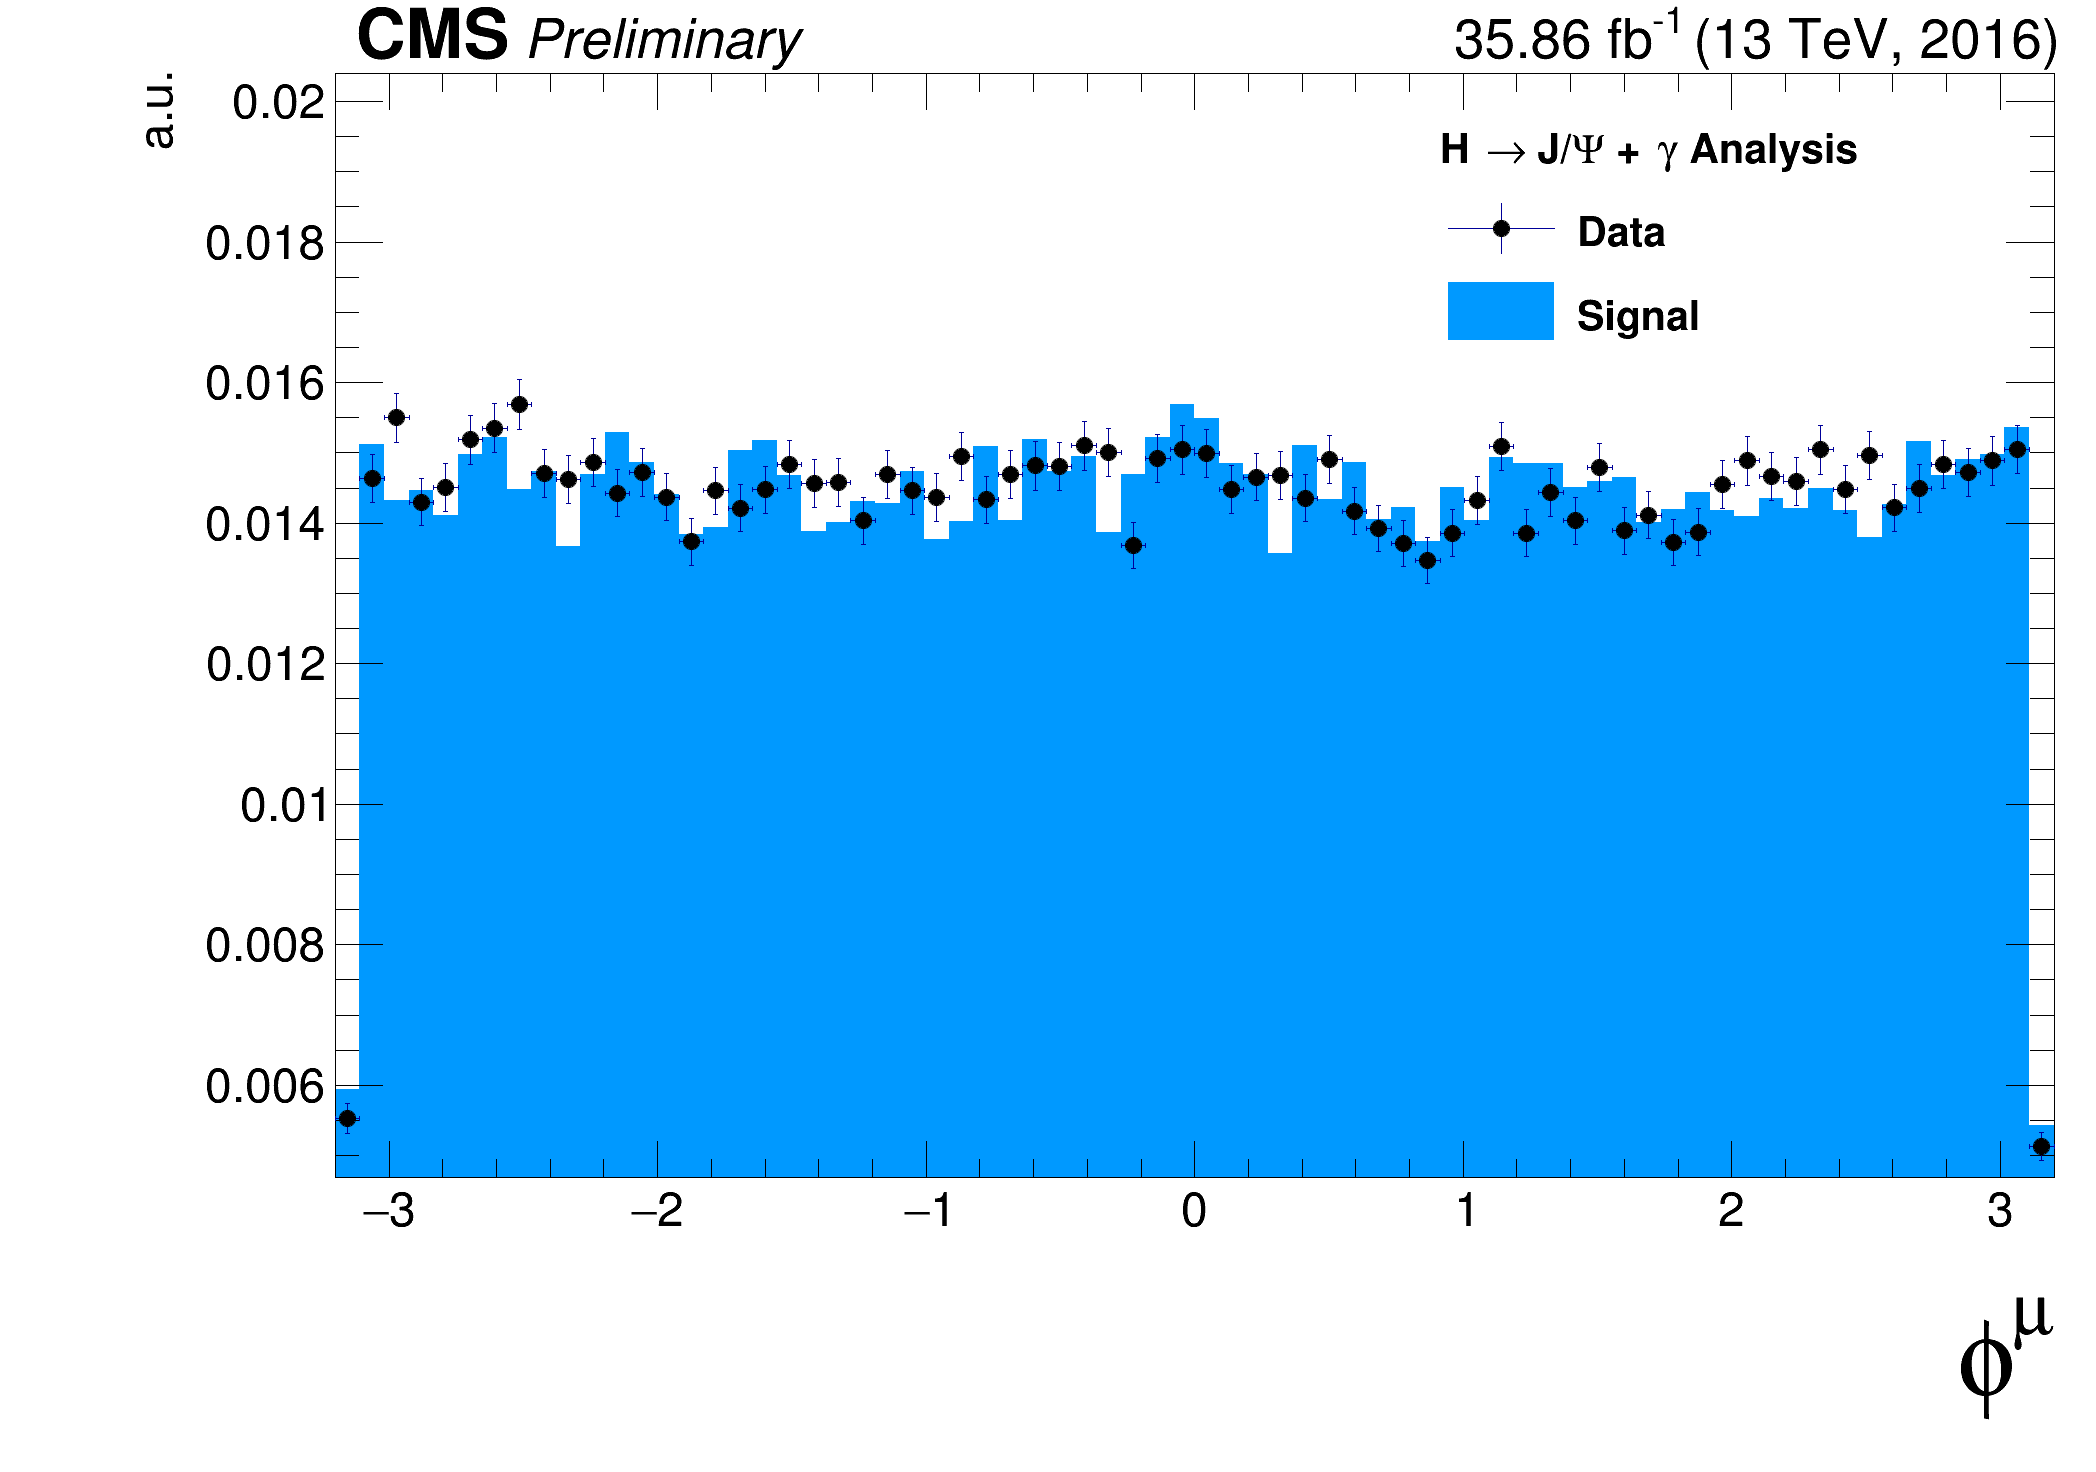 CMS Preliminary
35.86 fb-1 (13 TeV, 2016)
a.u.
0.02
0.018
0.016
0.014
0.012
0.01
0.008
0.006
H → J/Ψ + γ Analysis
Data
Signal
−3 −2 −1 0 1 2 3
ϕμ